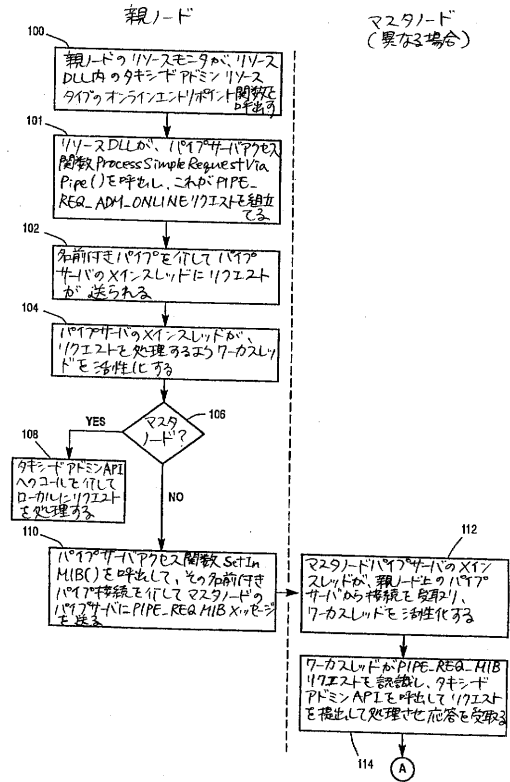 親ノード
マスタノード
(異なる場合)
100
親ノードのリソースモニタが、リソース
DLL内のタキシードアドミンリソース
タイプのオンラインエントリポイント関数を
呼出す
101
リソースDLLが、パイプサーバアクセス
関数ProcessSimpleRequestVia
Pipe()を呼出し、これがPIPE_
REQ_ADM_ONLINEリクエストを組立
てる
102
名前付きパイプを介してパイプ
サーバのメインスレッドにリクエスト
が送られる
104
パイプサーバのメインスレッドが、
リクエストを処理するようワーカスレッ
ドを活性化する
106
マスタ
ノード?
YES
NO
108
タキシードアドミンAPI
へのコールを介して
ローカルにリクエスト
を処理する
110
パイプサーバアクセス関数SetIn
MIB()を呼出して、その名前付き
パイプ接続を介してマスタノードの
パイプサーバにPIPE_REQ_MIBメッセージ
を送る
112
マスタノードパイプサーバのメイン
スレッドが、親ノード上のパイプ
サーバから接続を受取り、
ワーカスレッドを活性化する
ワーカスレッドがPIPE_REQ_MIB
リクエストを認識し、タキシード
アドミンAPIを呼出してリクエスト
を提出して処理させ応答を受取る
114
A